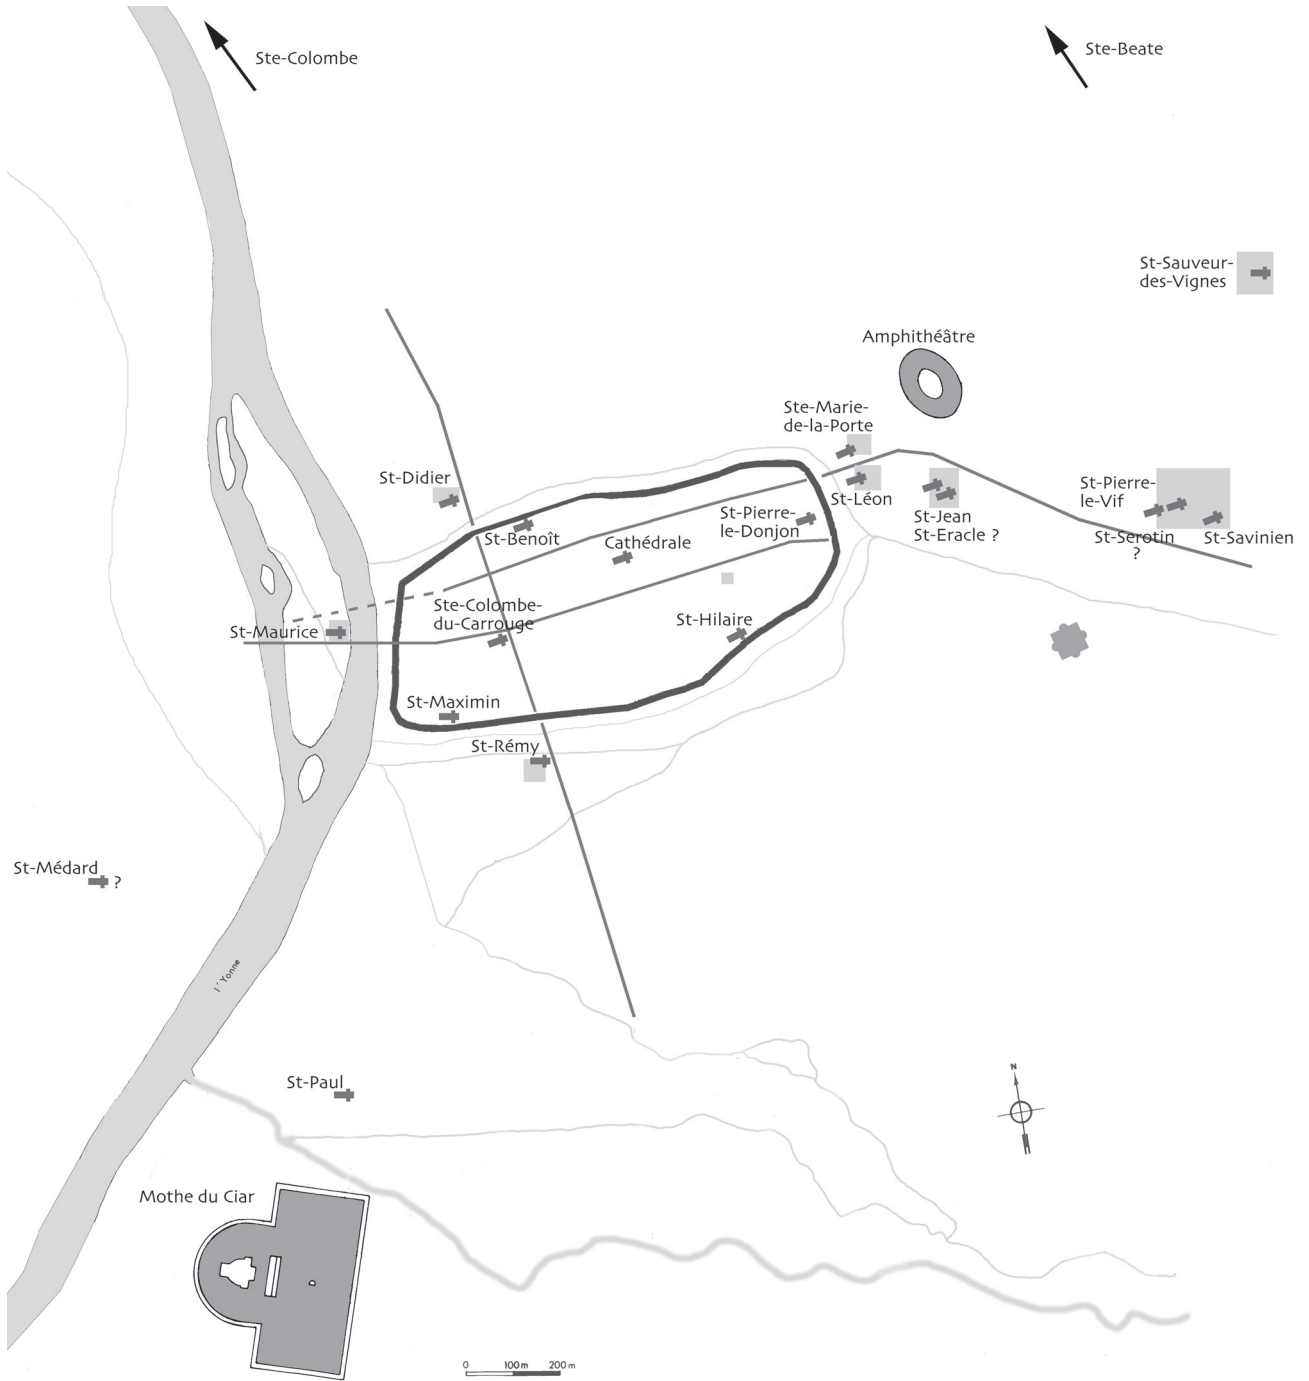 Ste-Colombe
Ste-Beate
St-Sauveur-
des-Vignes
Amphithéâtre
Ste-Marie-
de-la-Porte
St-Didier
St-Léon
St-Pierre-
le-Vif
St-Benoît
St-Pierre-
le-Donjon
St-Jean
St-Eracle ?
St-Serotin
?
St-Savinien
Cathédrale
Ste-Colombe-
du-Carrouge
St-Maurice
St-Hilaire
St-Maximin
St-Rémy
St-Médard
?
l'Yonne
N
St-Paul
Mothe du Ciar
0 100m 200m